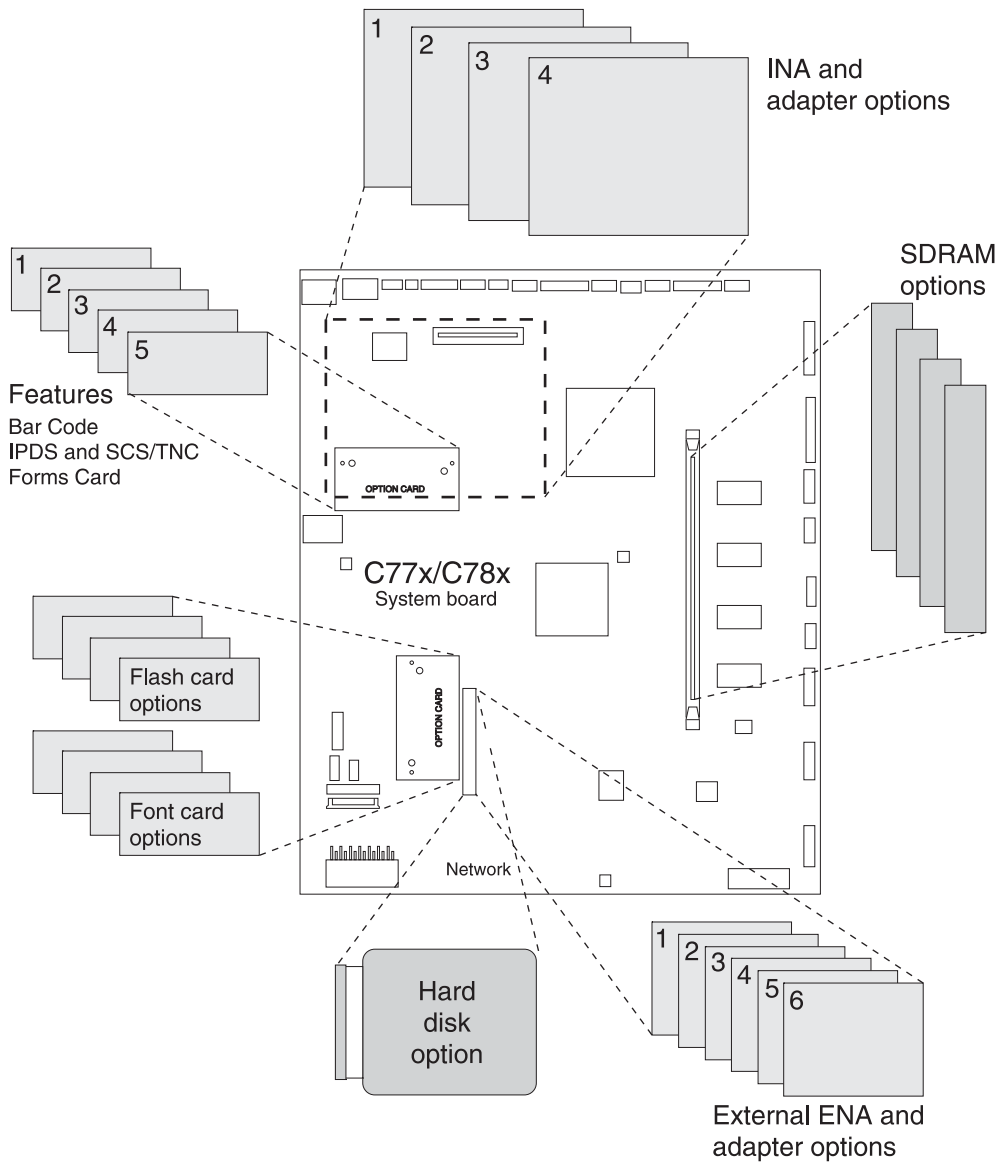 1
2
3
4
INA and
adapter options
SDRAM
options
1
2
3
4
5
Features
Bar Code
IPDS and SCS/TNC
Forms Card
OPTION CARD
C77x/C78x
System board
Flash card
options
OPTION CARD
Font card
options
Network
Hard
disk
option
1
2
3
4
5
6
External ENA and
adapter options